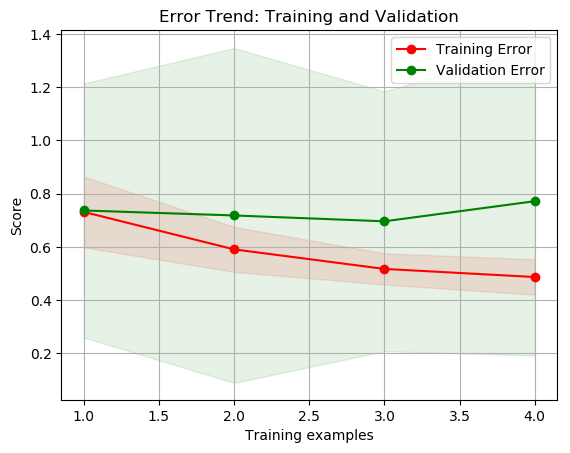 Error Trend: Training and Validation
1.4
1.2
1.0
0.8
0.6
0.4
0.2
Score
Training Error
Validation Error
1.0 1.5 2.0 2.5 3.0 3.5 4.0
Training examples